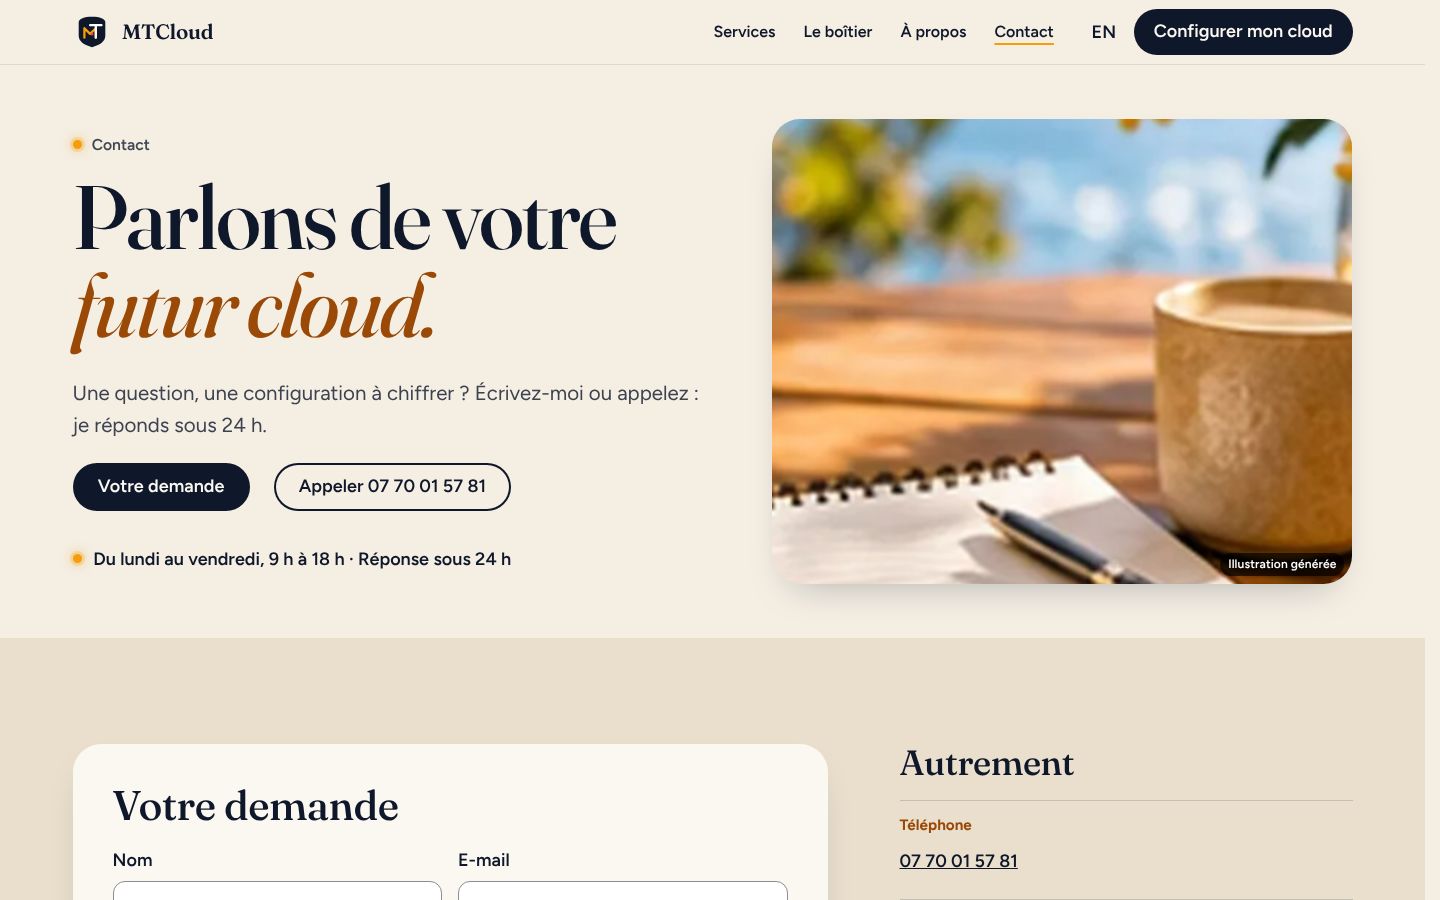 MTCloud
Services
Le boîtier
À propos
Contact
EN
Configurer mon cloud
Contact
Parlons de votre
futur cloud.
Une question, une configuration à chiffrer ? Écrivez-moi ou appelez :
je réponds sous 24 h.
Votre demande
Appeler 07 70 01 57 81
Du lundi au vendredi, 9 h à 18 h · Réponse sous 24 h
Illustration générée
Votre demande
Nom
E-mail
Autrement
Téléphone
07 70 01 57 81